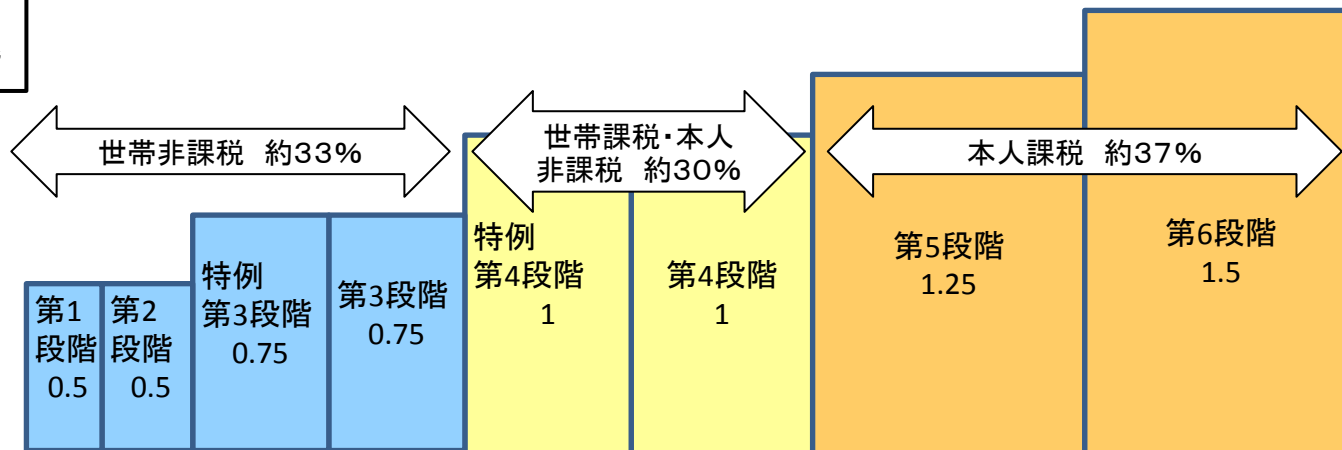 世帯非課税 約33%
世帯課税・本人
非課税 約30%
本人課税 約37%
第1
段階
0.5
第2
段階
0.5
特例
第3段階
0.75
第3段階
0.75
特例
第4段階
1
第4段階
1
第5段階
1.25
第6段階
1.5